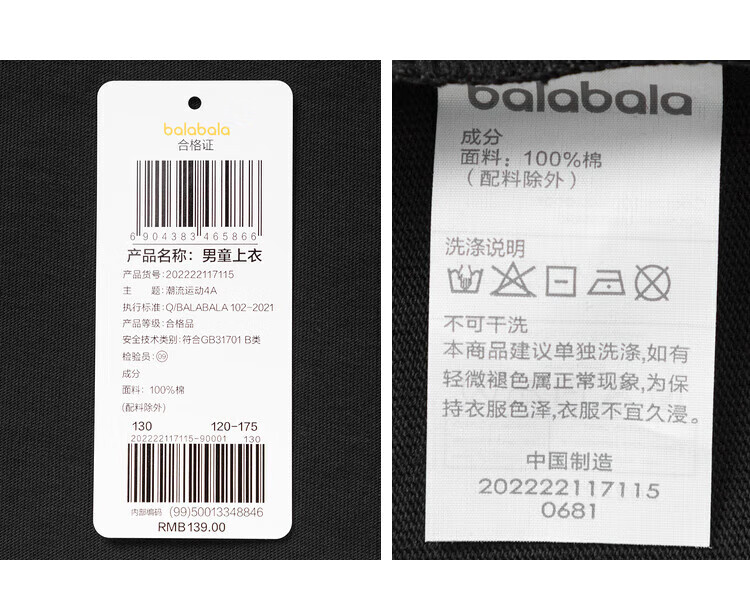 balabala
合格证
6 904383 465866
产品名称：男童上衣
产品货号:202222117115
主　题:潮流运动4A
执行标准:Q/BALABALA 102-2021
产品等级:合格品
安全技术类别:符合GB31701 B类
检验员:09
成分
面料：100%棉
(配料除外)
130 120-175
202222117115-90001 130
内部编码 (99)50013348846
RMB139.00
balabala
成分
面料：100%棉
（配料除外）
洗涤说明
不可干洗
本商品建议单独洗涤,如有
轻微褪色属正常现象,为保
持衣服色泽,衣服不宜久浸。
中国制造
202222117115
0681